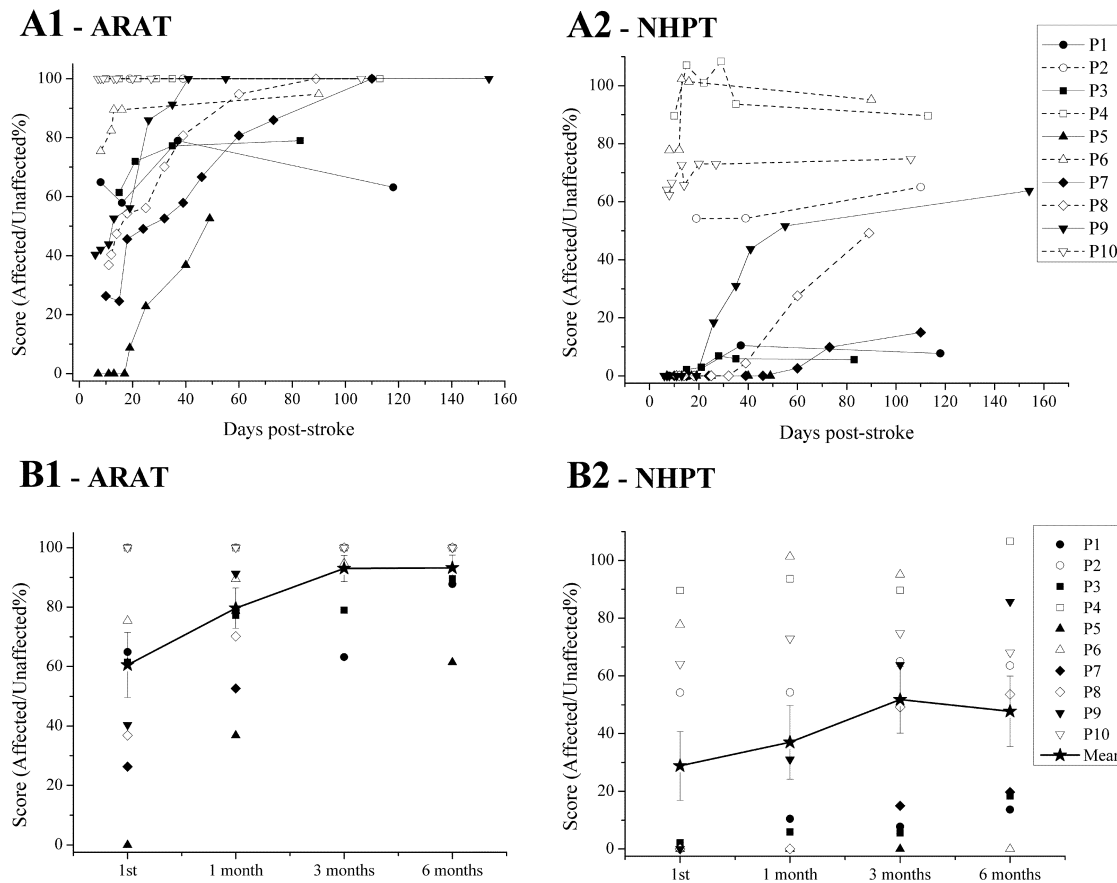 A1 - ARAT
A2 - NHPT
Score (Affected/Unaffected%)
100
80
60
40
20
0
0 20 40 60 80 100 120 140 160
Days post-stroke
Score (Affected/Unaffected%)
100
80
60
40
20
0
0 20 40 60 80 100 120 140 160
Days post-stroke
P1
P2
P3
P4
P5
P6
P7
P8
P9
P10
B1 - ARAT
B2 - NHPT
Score (Affected/Unaffected%)
100
80
60
40
20
0
1st 1 month 3 months 6 months
Score (Affected/Unaffected%)
100
80
60
40
20
0
1st 1 month 3 months 6 months
P1
P2
P3
P4
P5
P6
P7
P8
P9
P10
Mean